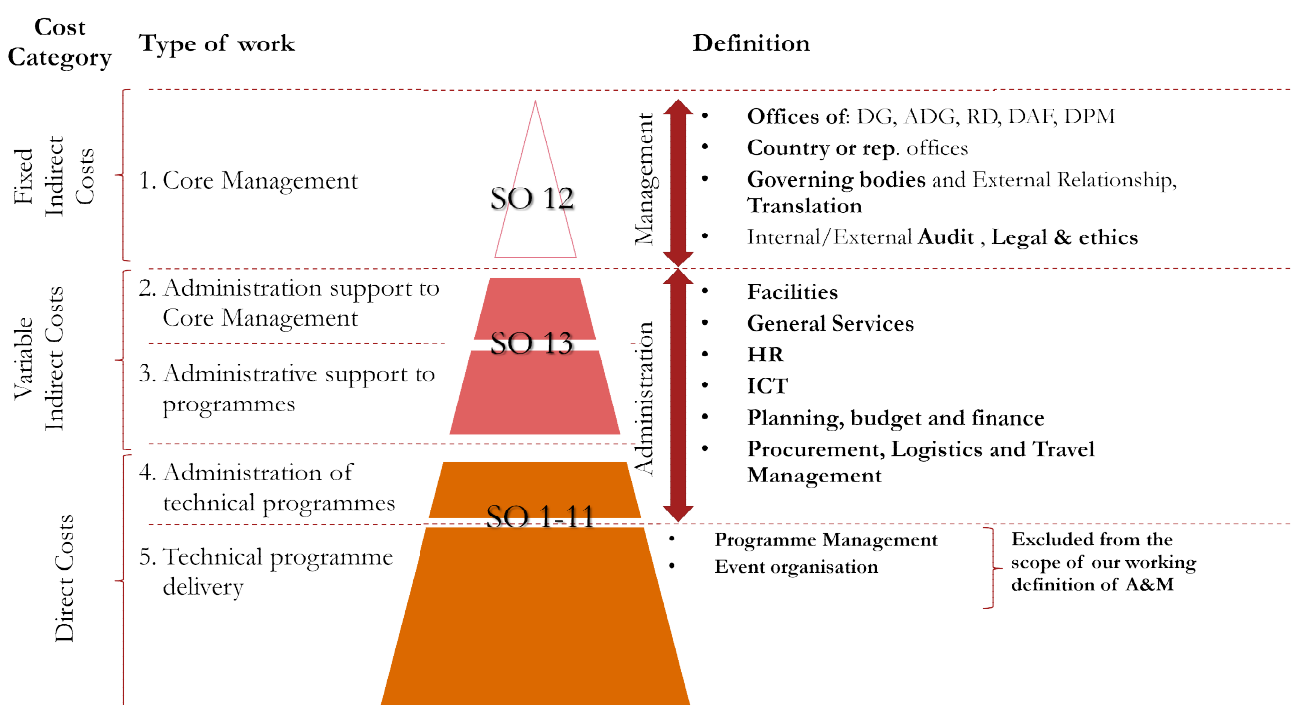 Cost
Category
Type of work
Definition
Fixed
Indirect
Costs
1. Core Management
SO 12
Management
• Offices of: DG, ADG, RD, DAF, DPM
• Country or rep. offices
• Governing bodies and External Relationship,
Translation
• Internal/External Audit , Legal & ethics
Variable
Indirect Costs
2. Administration support to
Core Management
3. Administrative support to
programmes
SO 13
Administration
• Facilities
• General Services
• HR
• ICT
• Planning, budget and finance
• Procurement, Logistics and Travel
Management
Direct Costs
4. Administration of
technical programmes
SO 1-11
5. Technical programme
delivery
• Programme Management
• Event organisation
Excluded from the
scope of our working
definition of A&M